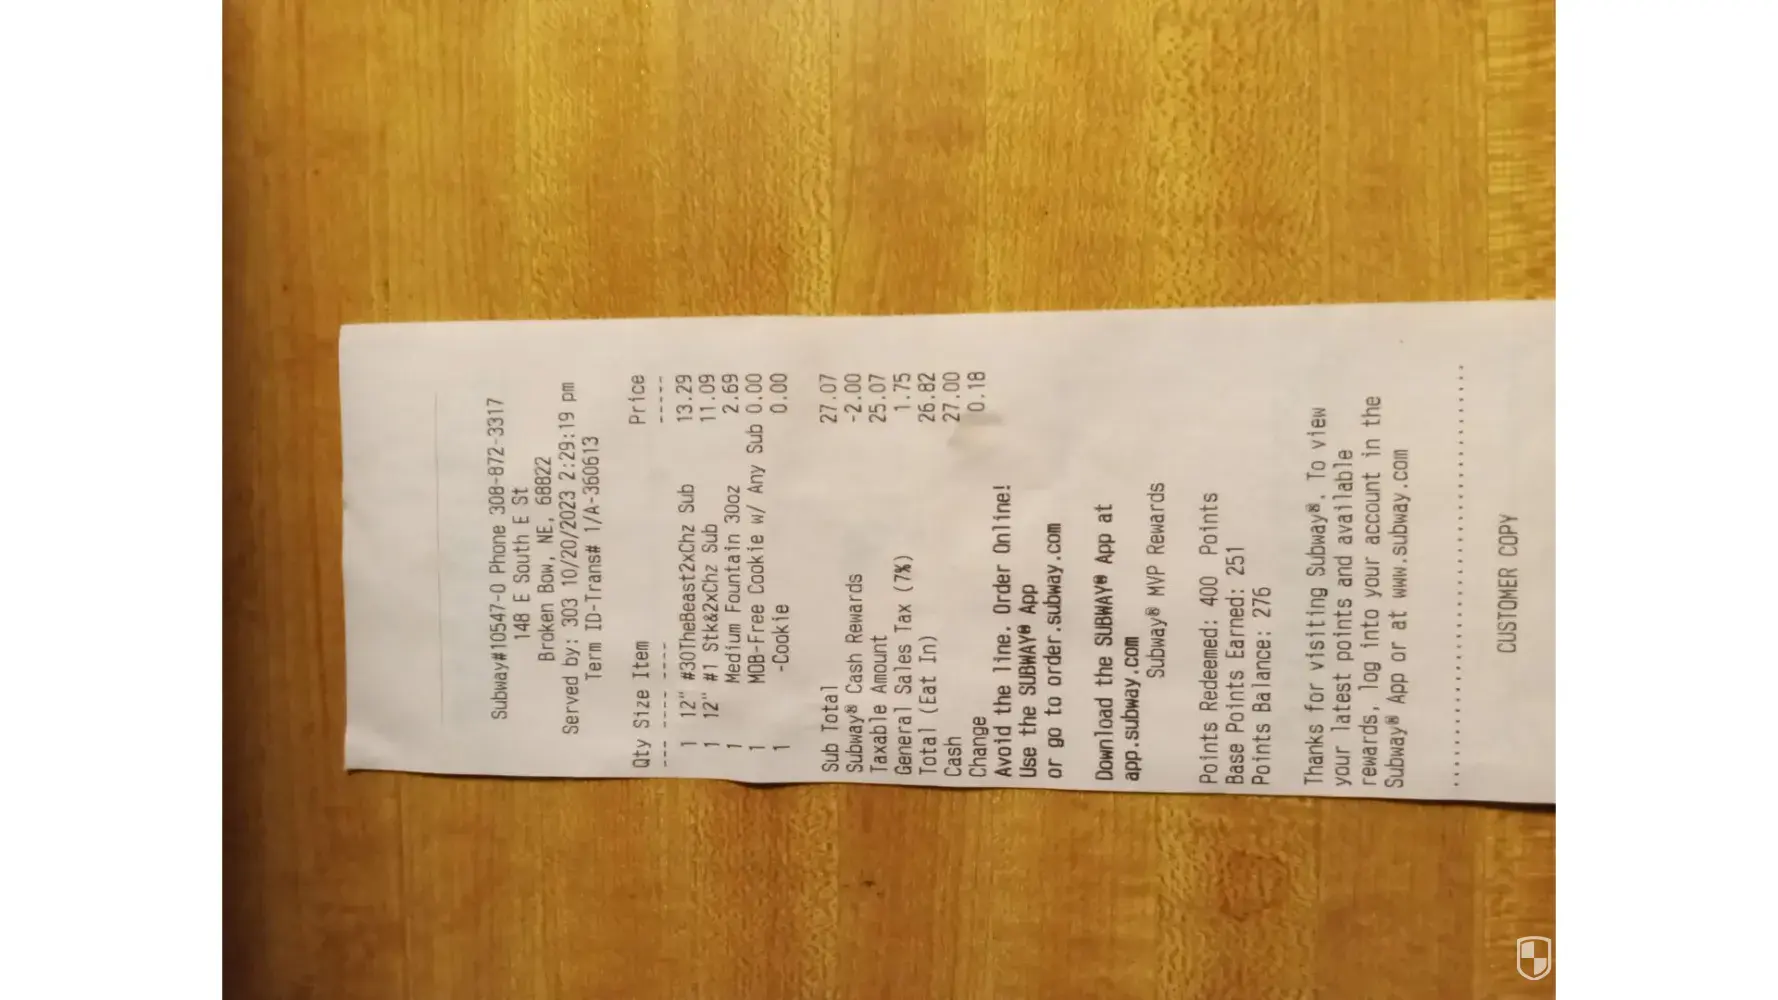 Subway#10547-0 Phone 308-872-3317
148 E South E St
Broken Bow, NE, 68822
Served by: 303 10/20/2023 2:29:19 pm
Term ID-Trans# 1/A-360613
Qty Size Item Price
--- ---- ---- -----
1 12" #30TheBeast2xChz Sub 13.29
1 12" #1 Stk&2xChz Sub 11.09
1 Medium Fountain 30oz 2.69
1 MOB-Free Cookie w/ Any Sub 0.00
1 -Cookie 0.00
Sub Total 27.07
Subway® Cash Rewards -2.00
Taxable Amount 25.07
General Sales Tax (7%) 1.75
Total (Eat In) 26.82
Cash 27.00
Change 0.18
Avoid the line. Order Online!
Use the SUBWAY® App
or go to order.subway.com
Download the SUBWAY® App at
app.subway.com
Subway® MVP Rewards
Points Redeemed: 400 Points
Base Points Earned: 251
Points Balance: 276
Thanks for visiting Subway®. To view
your latest points and available
rewards, log into your account in the
Subway® App or at www.subway.com
CUSTOMER COPY